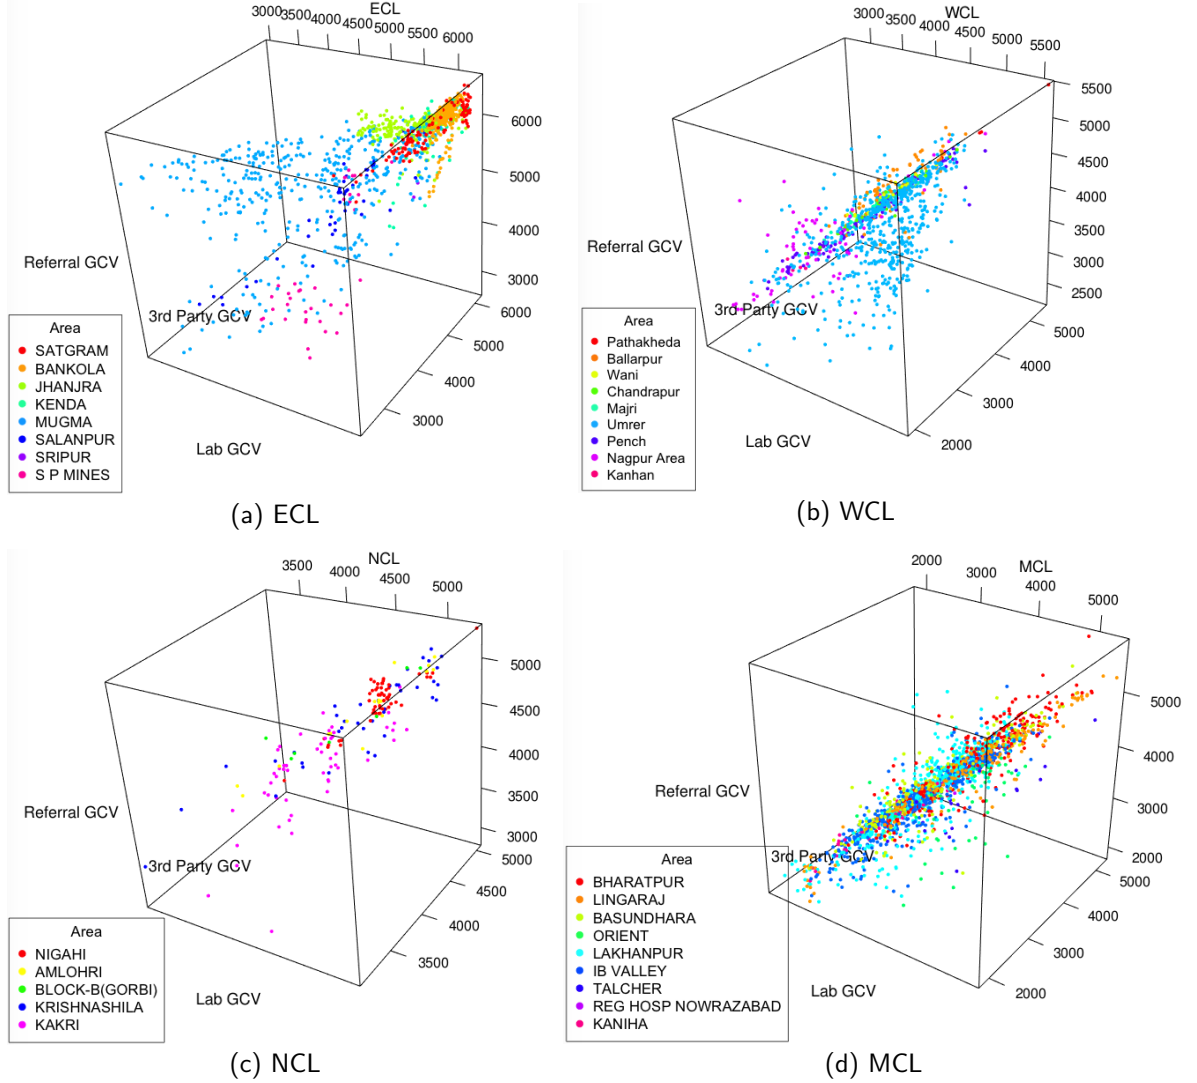 ECL
3000 3500 4000 4500 5000 5500 6000
6000
5000
4000
3000
6000
5000
4000
3000
Referral GCV
3rd Party GCV
Lab GCV
Area
SATGRAM
BANKOLA
JHANJRA
KENDA
MUGMA
SALANPUR
SRIPUR
S P MINES
(a) ECL
WCL
3000 3500 4000 4500 5000 5500
5500
5000
4500
4000
3500
3000
2500
5000
4000
3000
2000
Referral GCV
3rd Party GCV
Lab GCV
Area
Pathakheda
Ballarpur
Wani
Chandrapur
Majri
Umrer
Pench
Nagpur Area
Kanhan
(b) WCL
NCL
3500 4000 4500 5000
5000
4500
4000
3500
3000
5000
4500
4000
3500
Referral GCV
3rd Party GCV
Lab GCV
Area
NIGAHI
AMLOHRI
BLOCK-B(GORBI)
KRISHNASHILA
KAKRI
(c) NCL
MCL
2000 3000 4000 5000
5000
4000
3000
2000
5000
4000
3000
2000
Referral GCV
3rd Party GCV
Lab GCV
Area
BHARATPUR
LINGARAJ
BASUNDHARA
ORIENT
LAKHANPUR
IB VALLEY
TALCHER
REG HOSP NOWRAZABAD
KANIHA
(d) MCL